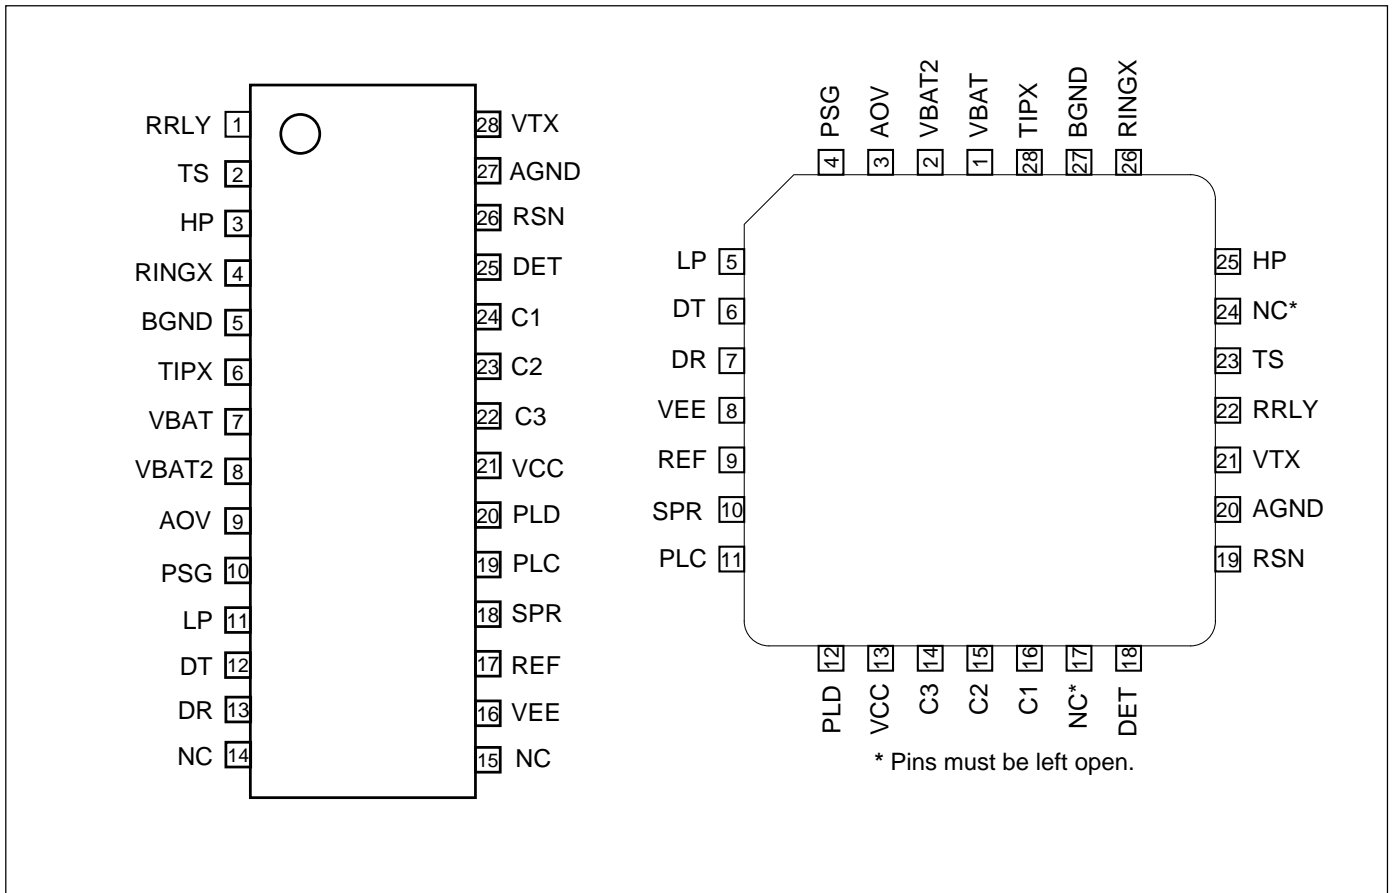 RRLY 1
TS 2
HP 3
RINGX 4
BGND 5
TIPX 6
VBAT 7
VBAT2 8
AOV 9
PSG 10
LP 11
DT 12
DR 13
NC 14
28 VTX
27 AGND
26 RSN
25 DET
24 C1
23 C2
22 C3
21 VCC
20 PLD
19 PLC
18 SPR
17 REF
16 VEE
15 NC
PSG 4
AOV 3
VBAT2 2
VBAT 1
TIPX 28
BGND 27
RINGX 26
LP 5
DT 6
DR 7
VEE 8
REF 9
SPR 10
PLC 11
25 HP
24 NC*
23 TS
22 RRLY
21 VTX
20 AGND
19 RSN
12 PLD
13 VCC
14 C3
15 C2
16 C1
17 NC*
18 DET
* Pins must be left open.